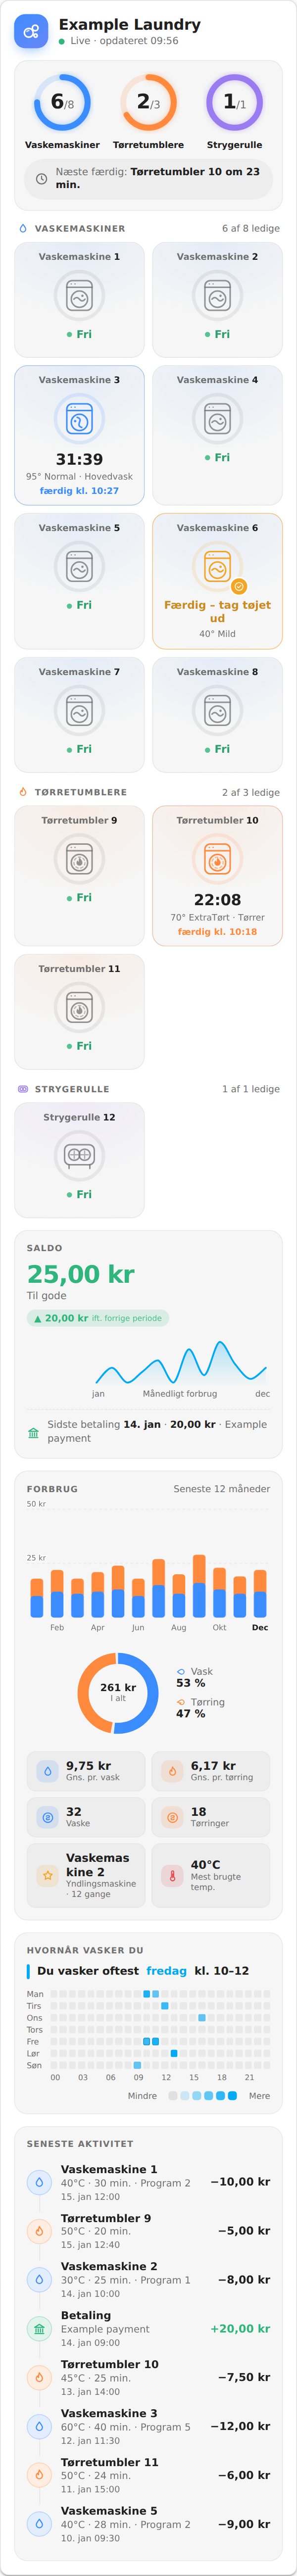 Example Laundry
Live · opdateret 09:56
6/8
2/3
1/1
Vaskemaskiner
Tørretumblere
Strygerulle
Næste færdig: Tørretumbler 10 om 23
min.
VASKEMASKINER
6 af 8 ledige
Vaskemaskine 1
Fri
Vaskemaskine 2
Fri
Vaskemaskine 3
31:39
95° Normal · Hovedvask
færdig kl. 10:27
Vaskemaskine 4
Fri
Vaskemaskine 5
Fri
Vaskemaskine 6
Færdig – tag tøjet
ud
40° Mild
Vaskemaskine 7
Fri
Vaskemaskine 8
Fri
TØRRETUMBLERE
2 af 3 ledige
Tørretumbler 9
Fri
Tørretumbler 10
22:08
70° ExtraTørt · Tørrer
færdig kl. 10:18
Tørretumbler 11
Fri
STRYGERULLE
1 af 1 ledige
Strygerulle 12
Fri
SALDO
25,00 kr
Til gode
▲ 20,00 kr ift. forrige periode
jan
Månedligt forbrug
dec
Sidste betaling 14. jan · 20,00 kr · Example
payment
FORBRUG
Seneste 12 måneder
50 kr
25 kr
Feb
Apr
Jun
Aug
Okt
Dec
261 kr
I alt
Vask
53 %
Tørring
47 %
9,75 kr
Gns. pr. vask
6,17 kr
Gns. pr. tørring
32
Vaske
18
Tørringer
Vaskemas
kine 2
Yndlingsmaskine
· 12 gange
40°C
Mest brugte
temp.
HVORNÅR VASKER DU
Du vasker oftest fredag kl. 10–12
Man
Tirs
Ons
Tors
Fre
Lør
Søn
00
03
06
09
12
15
18
21
Mindre
Mere
SENESTE AKTIVITET
Vaskemaskine 1
40°C · 30 min. · Program 2
15. jan 12:00
−10,00 kr
Tørretumbler 9
50°C · 20 min.
15. jan 12:40
−5,00 kr
Vaskemaskine 2
30°C · 25 min. · Program 1
14. jan 10:00
−8,00 kr
Betaling
Example payment
14. jan 09:00
+20,00 kr
Tørretumbler 10
45°C · 25 min.
13. jan 14:00
−7,50 kr
Vaskemaskine 3
60°C · 40 min. · Program 5
12. jan 11:30
−12,00 kr
Tørretumbler 11
50°C · 24 min.
11. jan 15:00
−6,00 kr
Vaskemaskine 5
40°C · 28 min. · Program 2
10. jan 09:30
−9,00 kr